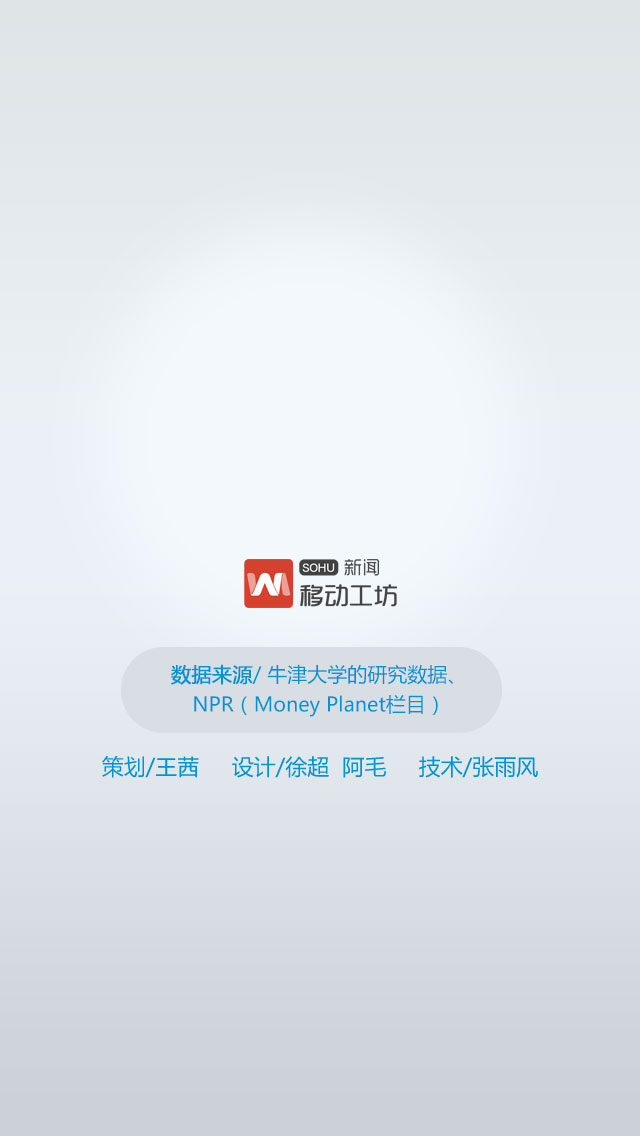 SOHU 新闻
移动工坊
数据来源/ 牛津大学的研究数据、
NPR（Money Planet栏目）
策划/王茜 设计/徐超 阿毛 技术/张雨风